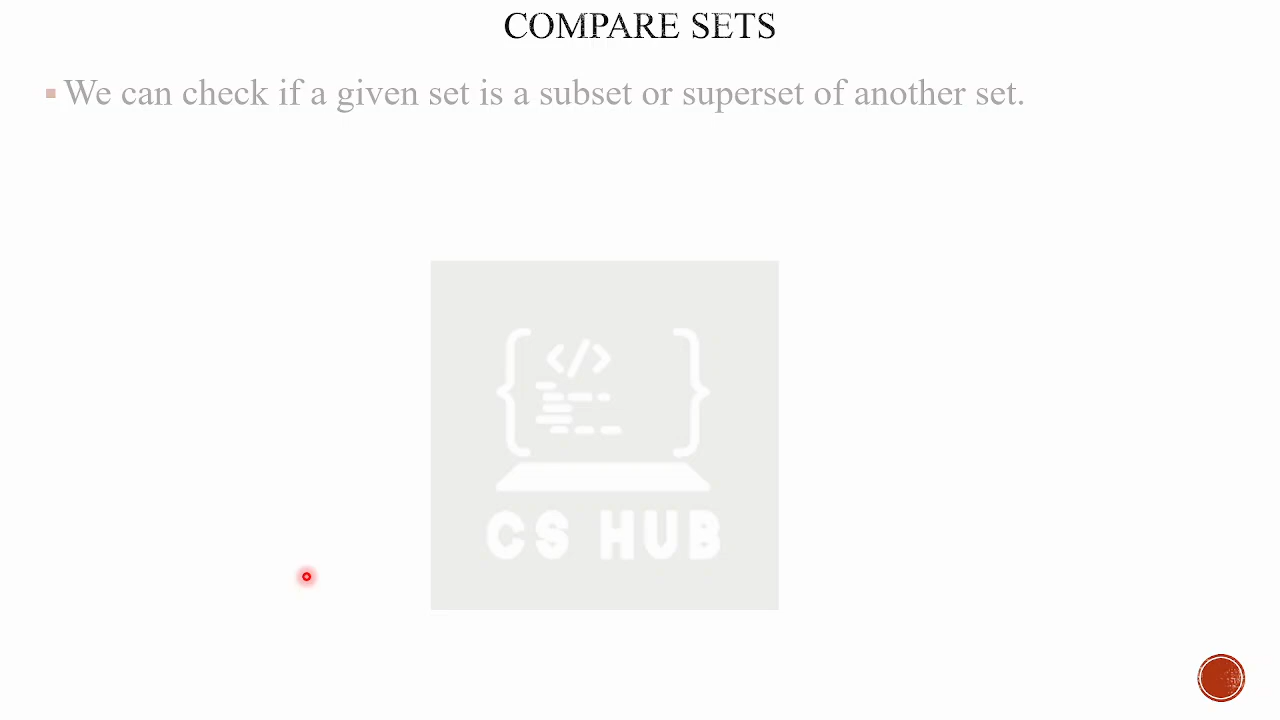 COMPARE SETS
We can check if a given set is a subset or superset of another set.
</>
CS HUB